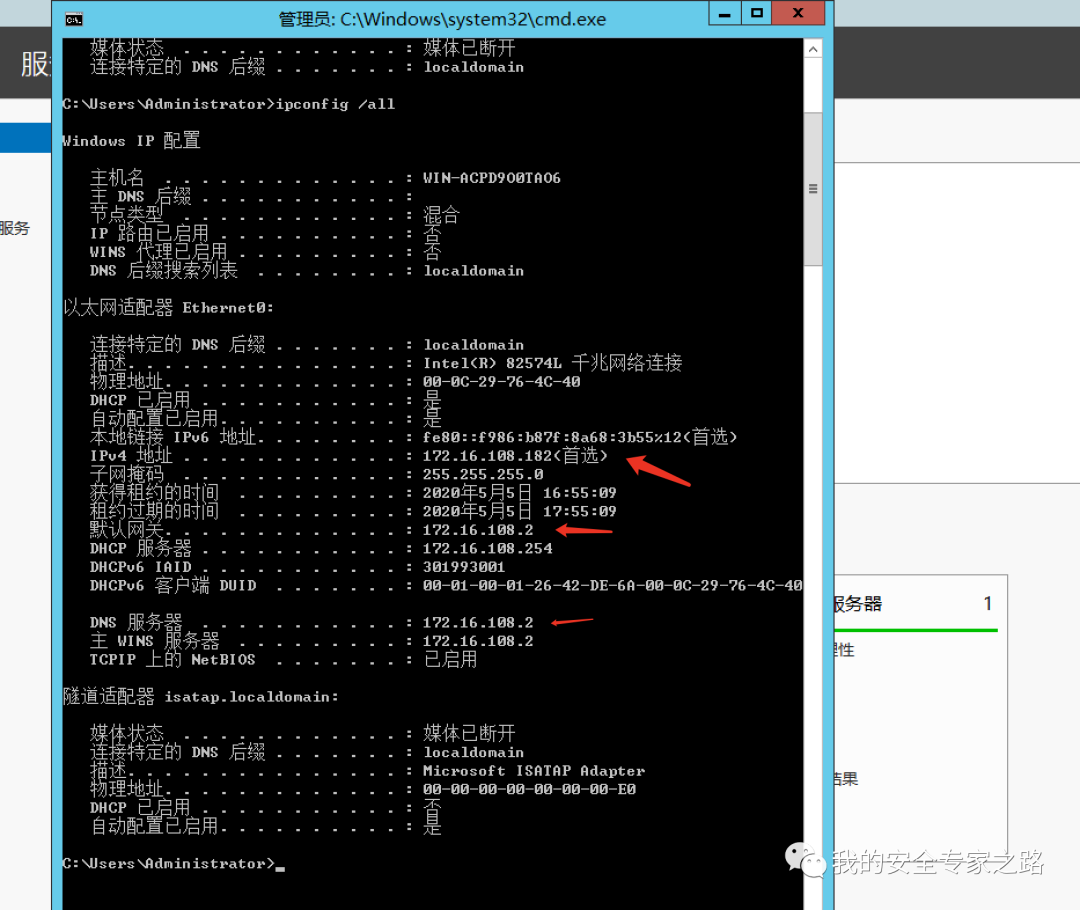 管理员: C:\Windows\system32\cmd.exe
媒体状态 . . . . . . . . . . . . : 媒体已断开
连接特定的 DNS 后缀 . . . . . . . : localdomain
C:\Users\Administrator>ipconfig /all
Windows IP 配置
主机名 . . . . . . . . . . . . . : WIN-ACPD9O0TAO6
主 DNS 后缀 . . . . . . . . . . . :
节点类型 . . . . . . . . . . . . : 混合
IP 路由已启用 . . . . . . . . . . : 否
WINS 代理已启用 . . . . . . . . . : 否
DNS 后缀搜索列表 . . . . . . . . : localdomain
以太网适配器 Ethernet0:
连接特定的 DNS 后缀 . . . . . . . : localdomain
描述. . . . . . . . . . . . . . . : Intel(R) 82574L 千兆网络连接
物理地址. . . . . . . . . . . . . : 00-0C-29-76-4C-40
DHCP 已启用 . . . . . . . . . . . : 是
自动配置已启用. . . . . . . . . . : 是
本地链接 IPv6 地址. . . . . . . . : fe80::f986:b87f:8a68:3b55%12(首选)
IPv4 地址 . . . . . . . . . . . . : 172.16.108.182(首选)
子网掩码 . . . . . . . . . . . . : 255.255.255.0
获得租约的时间 . . . . . . . . . : 2020年5月5日 16:55:09
租约过期的时间 . . . . . . . . . : 2020年5月5日 17:55:09
默认网关. . . . . . . . . . . . . : 172.16.108.2
DHCP 服务器 . . . . . . . . . . . : 172.16.108.254
DHCPv6 IAID . . . . . . . . . . . : 301993001
DHCPv6 客户端 DUID . . . . . . . : 00-01-00-01-26-42-DE-6A-00-0C-29-76-4C-40
DNS 服务器 . . . . . . . . . . . : 172.16.108.2
主 WINS 服务器 . . . . . . . . . : 172.16.108.2
TCPIP 上的 NetBIOS . . . . . . . : 已启用
隧道适配器 isatap.localdomain:
媒体状态 . . . . . . . . . . . . : 媒体已断开
连接特定的 DNS 后缀 . . . . . . . : localdomain
描述. . . . . . . . . . . . . . . : Microsoft ISATAP Adapter
物理地址. . . . . . . . . . . . . : 00-00-00-00-00-00-00-E0
DHCP 已启用 . . . . . . . . . . . : 否
自动配置已启用. . . . . . . . . . : 是
C:\Users\Administrator>
服务
服务器 1
理性
结果
我的安全专家之路